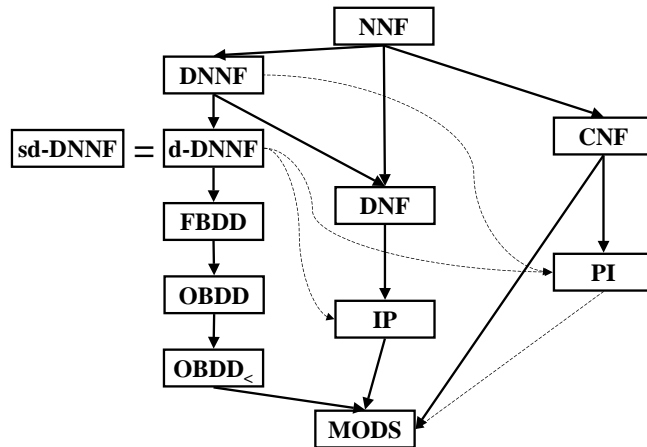 NNF
DNNF
CNF
sd-DNNF = d-DNNF
DNF
FBDD
PI
OBDD
IP
OBDD<
MODS